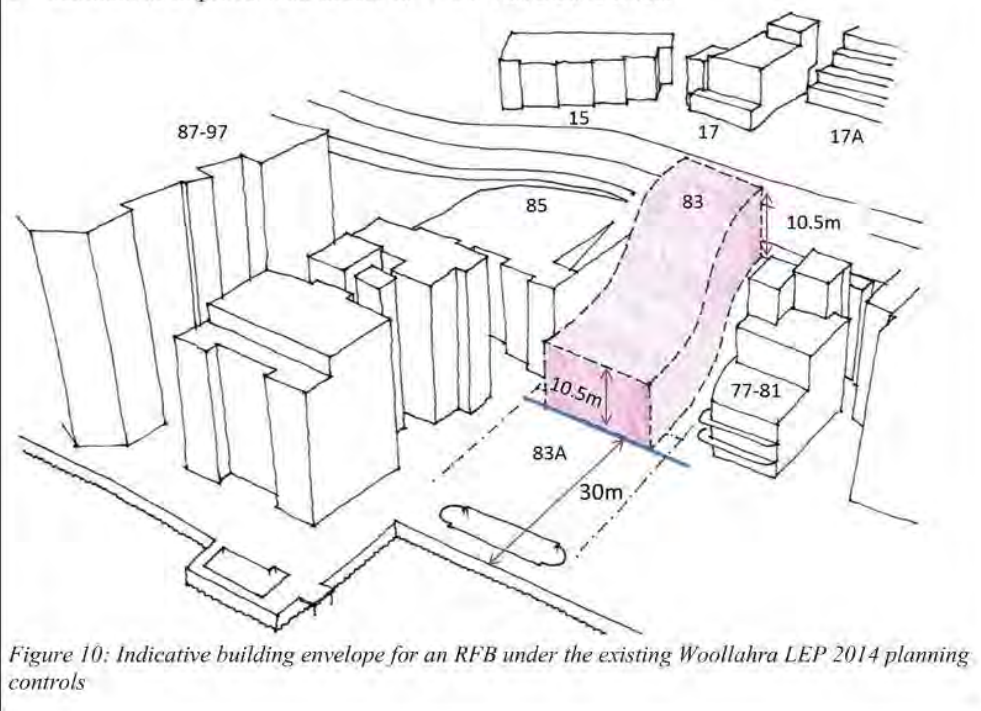 15
17
17A
87-97
85
83
10.5m
77-81
10.5m
83A
30m
Figure 10: Indicative building envelope for an RFB under the existing Woollahra LEP 2014 planning
controls